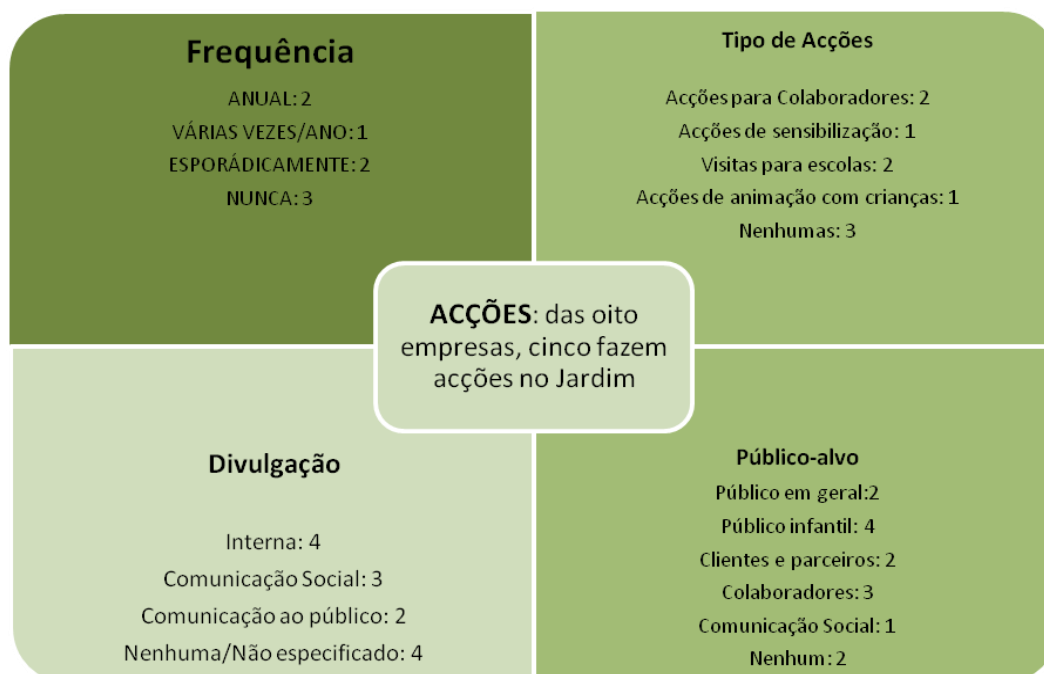 Frequência
ANUAL: 2
VÁRIAS VEZES/ANO: 1
ESPORÁDICAMENTE: 2
NUNCA: 3
Tipo de Acções
Acções para Colaboradores: 2
Acções de sensibilização: 1
Visitas para escolas: 2
Acções de animação com crianças: 1
Nenhumas: 3
ACÇÕES: das oito
empresas, cinco fazem
acções no Jardim
Divulgação
Interna: 4
Comunicação Social: 3
Comunicação ao público: 2
Nenhuma/Não especificado: 4
Público-alvo
Público em geral:2
Público infantil: 4
Clientes e parceiros: 2
Colaboradores: 3
Comunicação Social: 1
Nenhum: 2